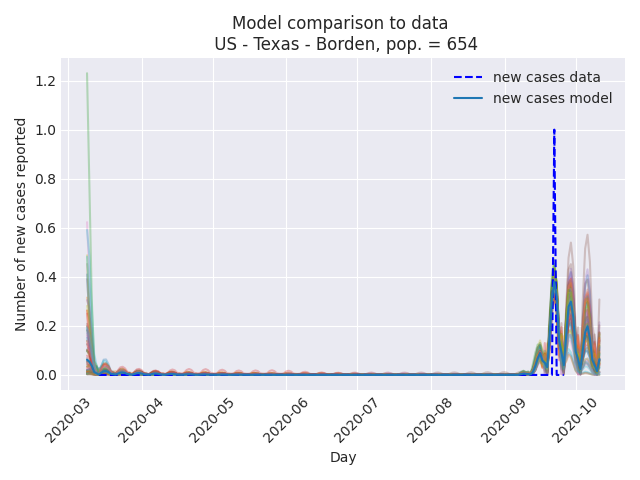 Model comparison to data
US - Texas - Borden, pop. = 654
new cases data
new cases model
Number of new cases reported
1.2
1.0
0.8
0.6
0.4
0.2
0.0
2020-03
2020-04
2020-05
2020-06
2020-07
2020-08
2020-09
2020-10
Day